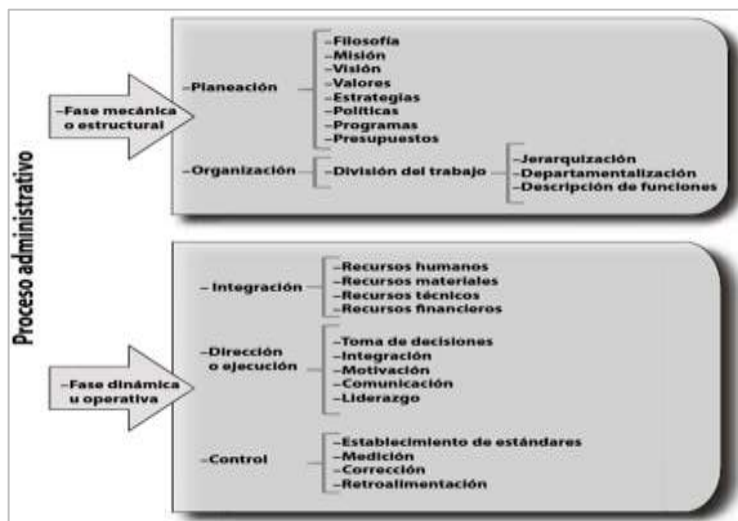 Proceso administrativo
–Fase mecánica
o estructural
–Planeación
–Filosofía
–Misión
–Visión
–Valores
–Estrategias
–Políticas
–Programas
–Presupuestos
–Organización
–División del trabajo
–Jerarquización
–Departamentalización
–Descripción de funciones
–Fase dinámica
u operativa
–Integración
–Recursos humanos
–Recursos materiales
–Recursos técnicos
–Recursos financieros
–Dirección
o ejecución
–Toma de decisiones
–Integración
–Motivación
–Comunicación
–Liderazgo
–Control
–Establecimiento de estándares
–Medición
–Corrección
–Retroalimentación